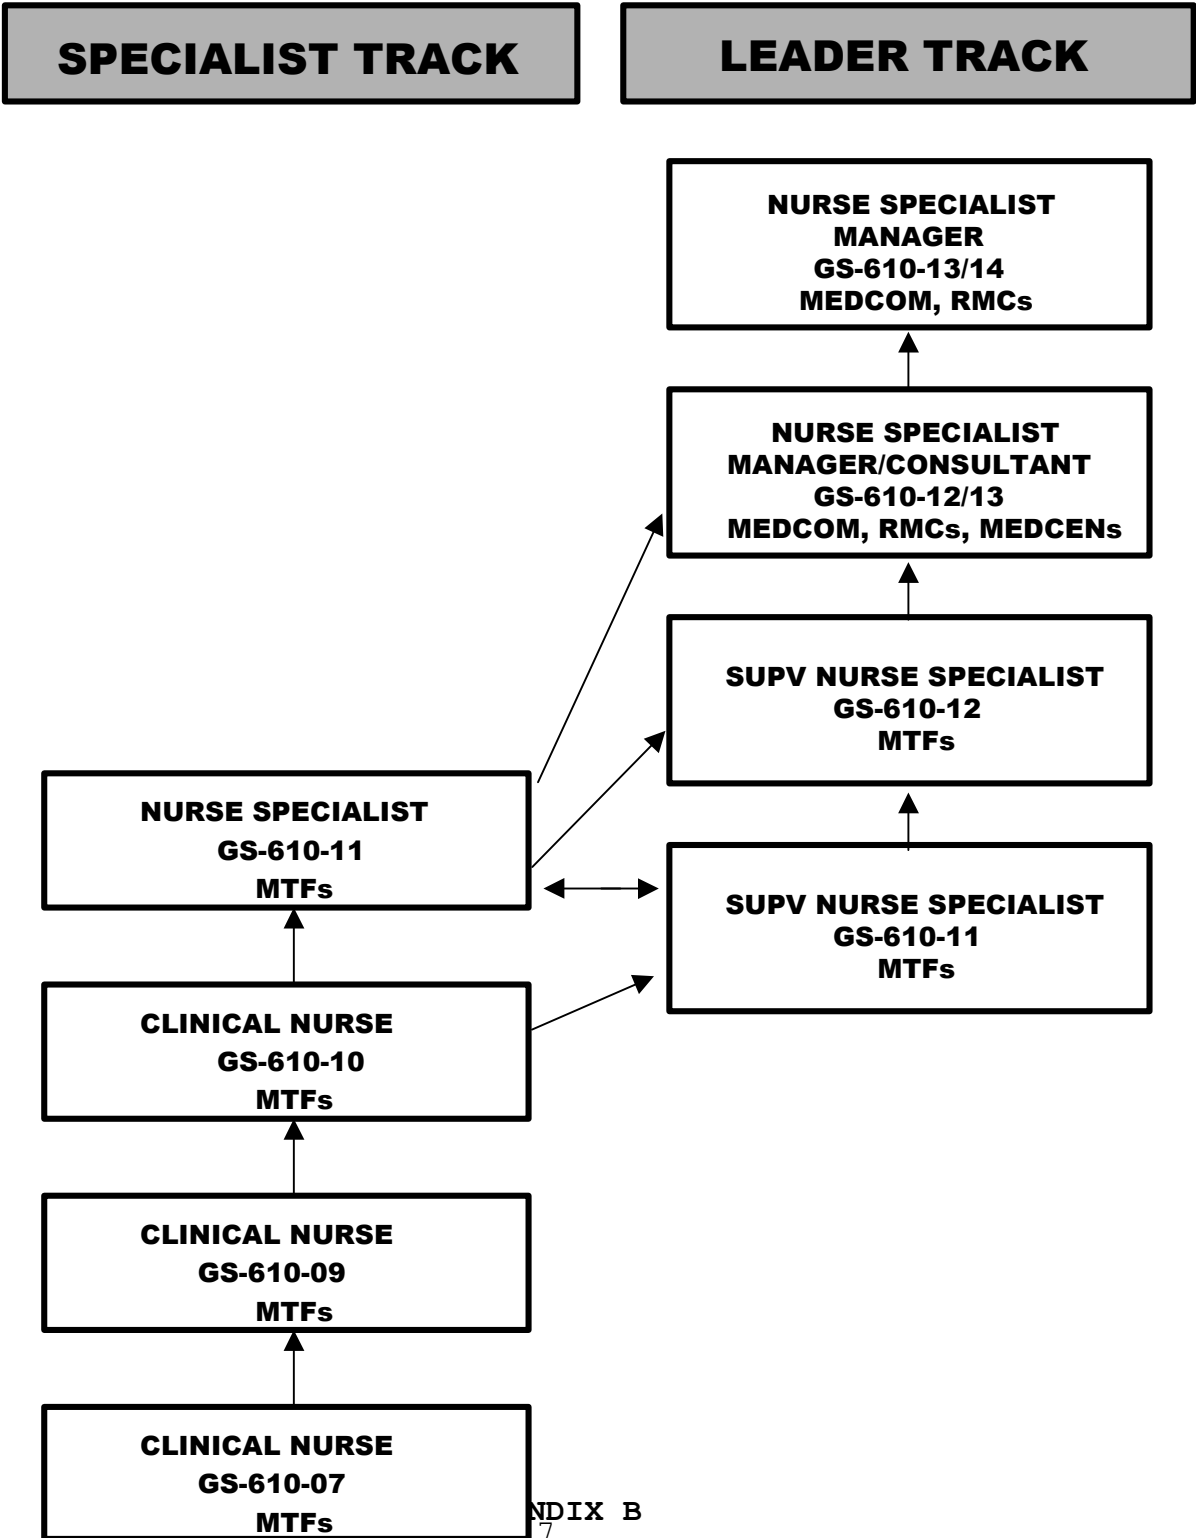 SPECIALIST TRACK
LEADER TRACK
NURSE SPECIALIST
MANAGER
GS-610-13/14
MEDCOM, RMCs
NURSE SPECIALIST
MANAGER/CONSULTANT
GS-610-12/13
MEDCOM, RMCs, MEDCENs
SUPV NURSE SPECIALIST
GS-610-12
MTFs
NURSE SPECIALIST
GS-610-11
MTFs
SUPV NURSE SPECIALIST
GS-610-11
MTFs
CLINICAL NURSE
GS-610-10
MTFs
CLINICAL NURSE
GS-610-09
MTFs
CLINICAL NURSE
GS-610-07
MTFs
NDIX B
7